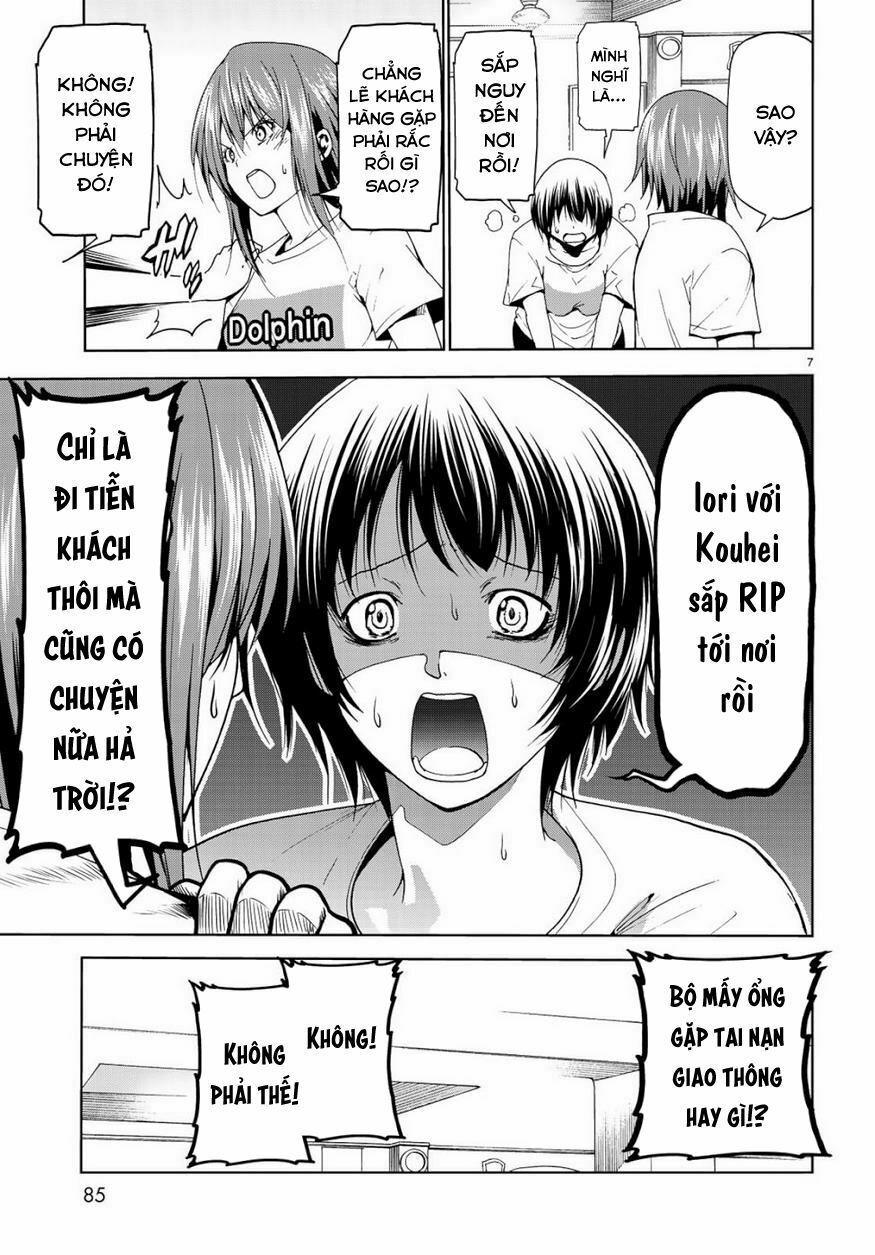 SAO
VẬY?
MÌNH
NGHĨ
LÀ...
SẮP
NGUY
ĐẾN
NƠI
RỒI!
CHẲNG
LẼ KHÁCH
HÀNG GẶP
PHẢI RẮC
RỐI GÌ
SAO!?
KHÔNG!
KHÔNG
PHẢI
CHUYỆN
ĐÓ!
Dolphin
7
Iori với
Kouhei
sắp RIP
tới nơi
rồi
CHỈ LÀ
ĐI TIỄN
KHÁCH
THÔI MÀ
CŨNG CÓ
CHUYỆN
NỮA HẢ
TRỜI!?
BỘ MẤY ỔNG
GẶP TAI NẠN
GIAO THÔNG
HAY GÌ!?
KHÔNG!
KHÔNG
PHẢI THẾ!
85